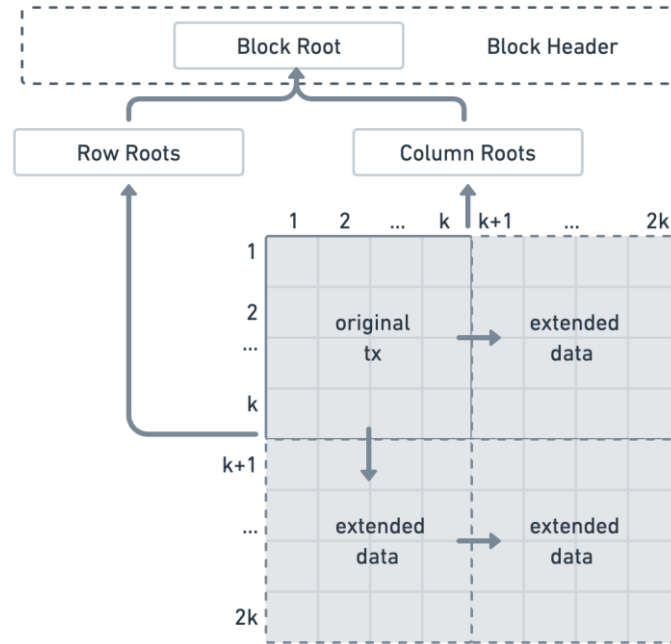 Block Root
Block Header
Row Roots
Column Roots
1 2 ... k k+1 ... 2k
1
2
...
k
original
tx
extended
data
k+1
...
2k
extended
data
extended
data